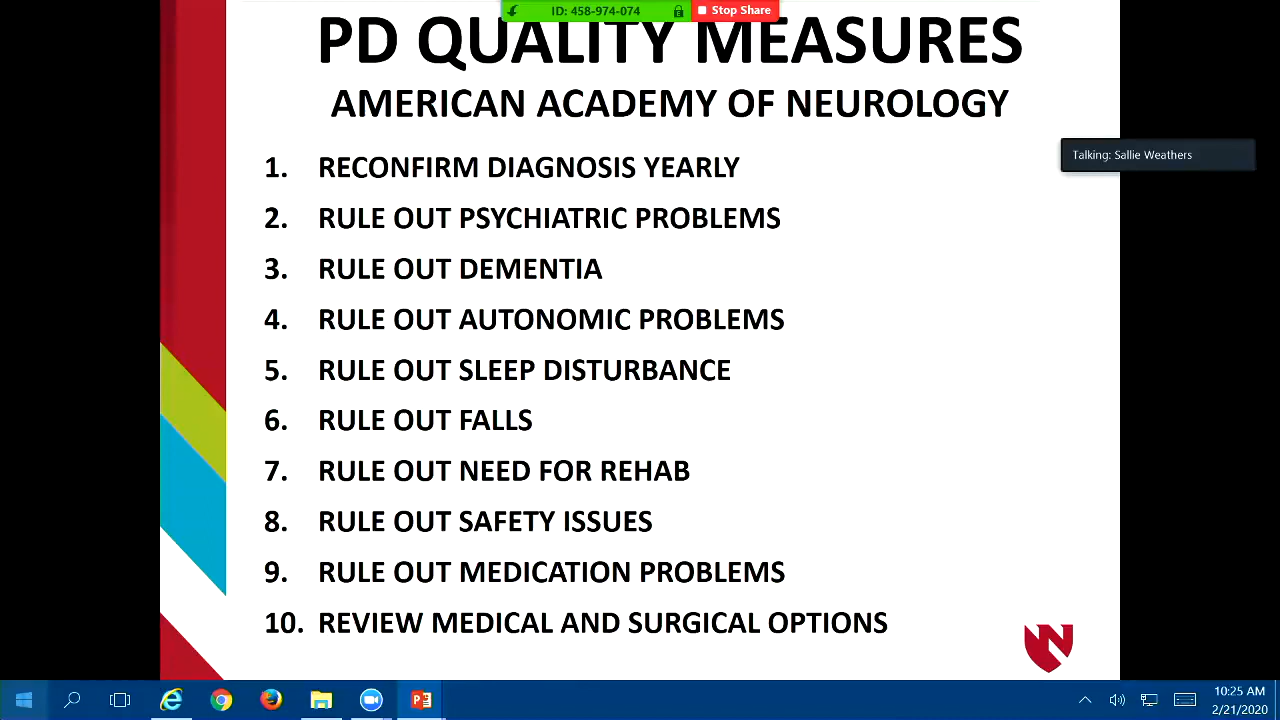 ID: 458-974-074
Stop Share
PD QUALITY MEASURES
AMERICAN ACADEMY OF NEUROLOGY
Talking: Sallie Weathers
1. RECONFIRM DIAGNOSIS YEARLY
2. RULE OUT PSYCHIATRIC PROBLEMS
3. RULE OUT DEMENTIA
4. RULE OUT AUTONOMIC PROBLEMS
5. RULE OUT SLEEP DISTURBANCE
6. RULE OUT FALLS
7. RULE OUT NEED FOR REHAB
8. RULE OUT SAFETY ISSUES
9. RULE OUT MEDICATION PROBLEMS
10. REVIEW MEDICAL AND SURGICAL OPTIONS
10:25 AM
2/21/2020